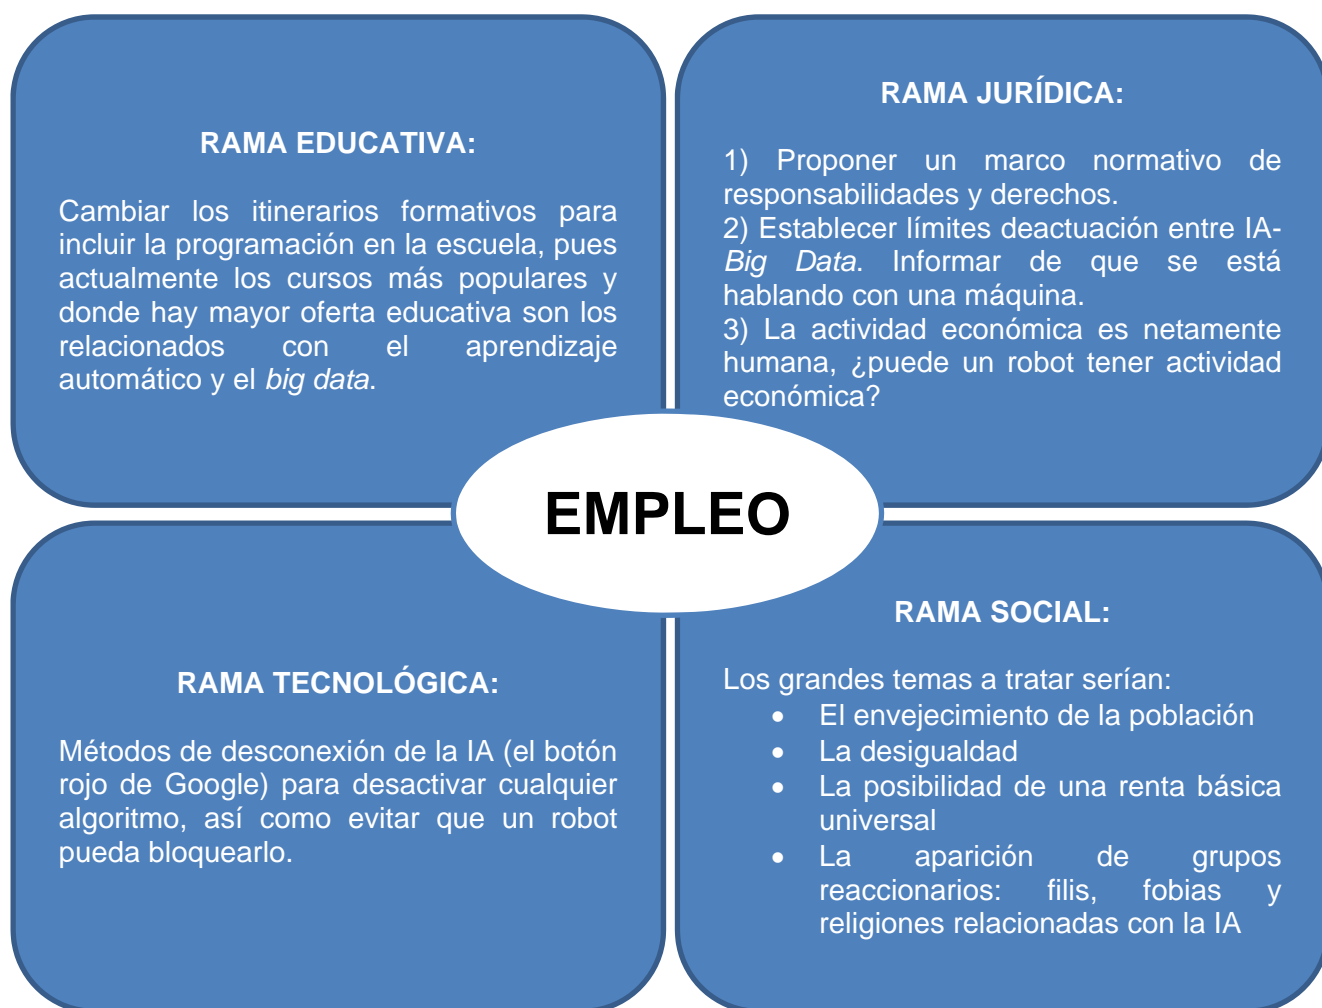 RAMA EDUCATIVA:
Cambiar los itinerarios formativos para
incluir la programación en la escuela, pues
actualmente los cursos más populares y
donde hay mayor oferta educativa son los
relacionados con el aprendizaje
automático y el big data.
RAMA JURÍDICA:
1) Proponer un marco normativo de
responsabilidades y derechos.
2) Establecer límites deactuación entre IA-
Big Data. Informar de que se está
hablando con una máquina.
3) La actividad económica es netamente
humana, ¿puede un robot tener actividad
económica?
EMPLEO
RAMA TECNOLÓGICA:
Métodos de desconexión de la IA (el botón
rojo de Google) para desactivar cualquier
algoritmo, así como evitar que un robot
pueda bloquearlo.
RAMA SOCIAL:
Los grandes temas a tratar serían:
• El envejecimiento de la población
• La desigualdad
• La posibilidad de una renta básica
universal
• La aparición de grupos
reaccionarios: filis, fobias y
religiones relacionadas con la IA